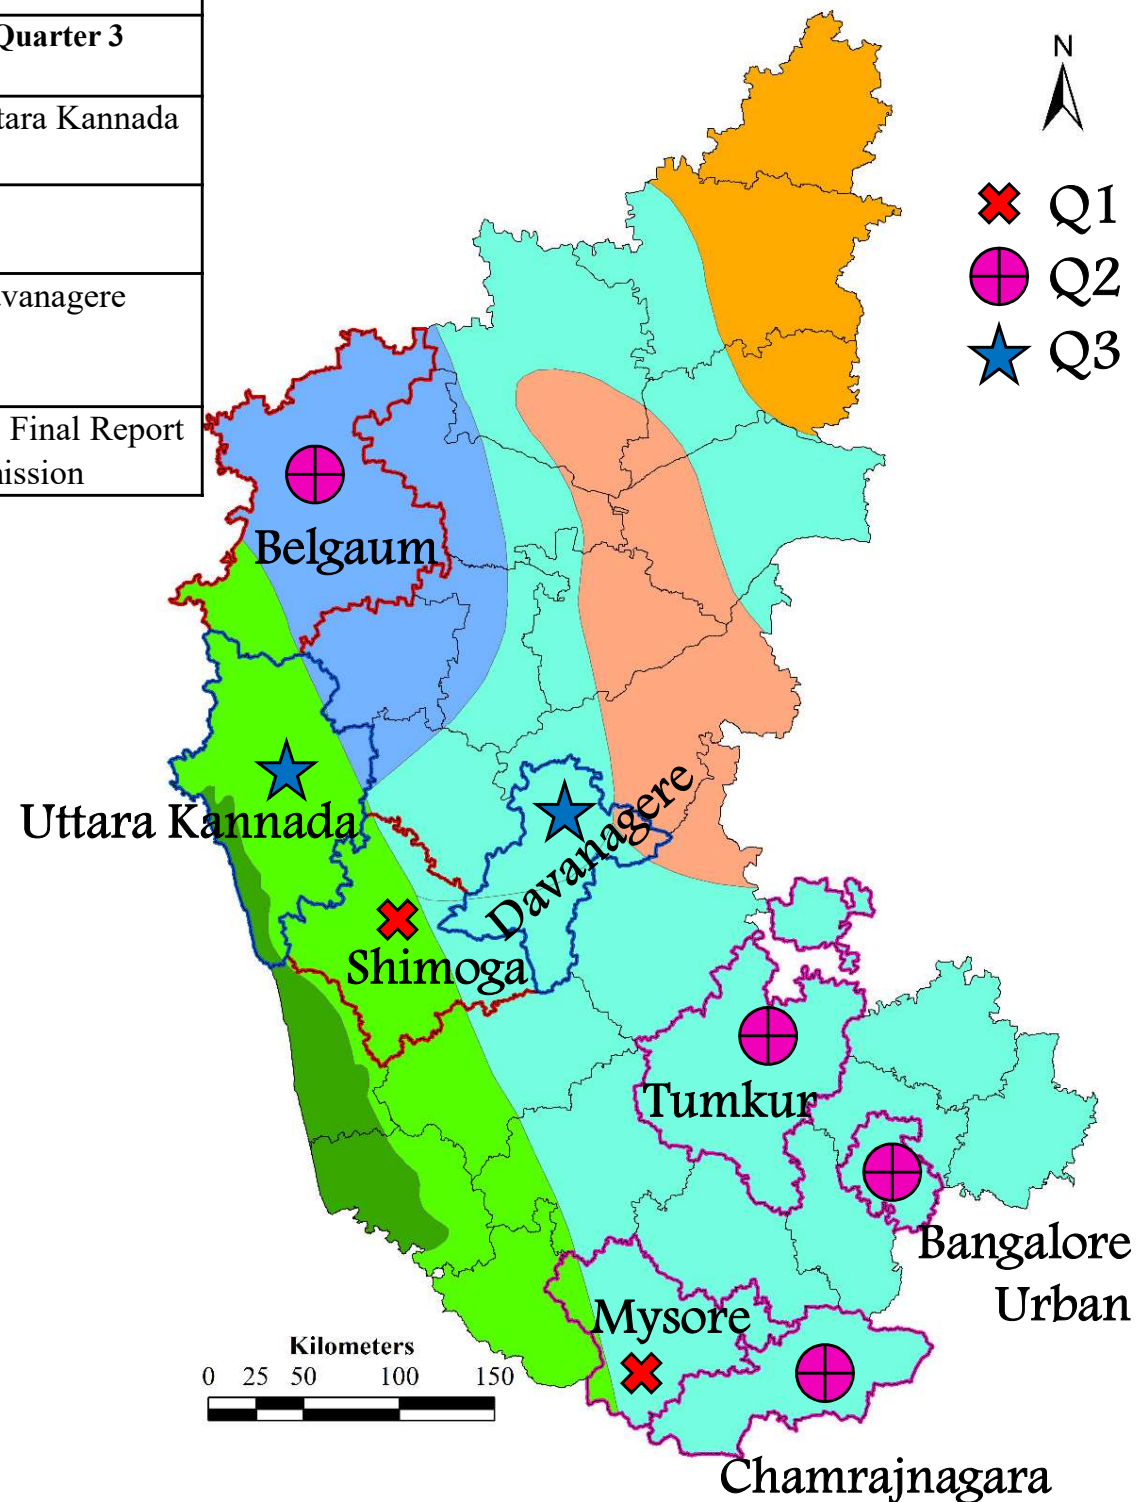 Quarter 3
tara Kannada
vanagere
Final Report
ission
N
Q1
Q2
Q3
Belgaum
Uttara Kannada
Davanagere
Shimoga
Tumkur
Bangalore
Urban
Mysore
Chamrajnagara
Kilometers
0 25 50 100 150